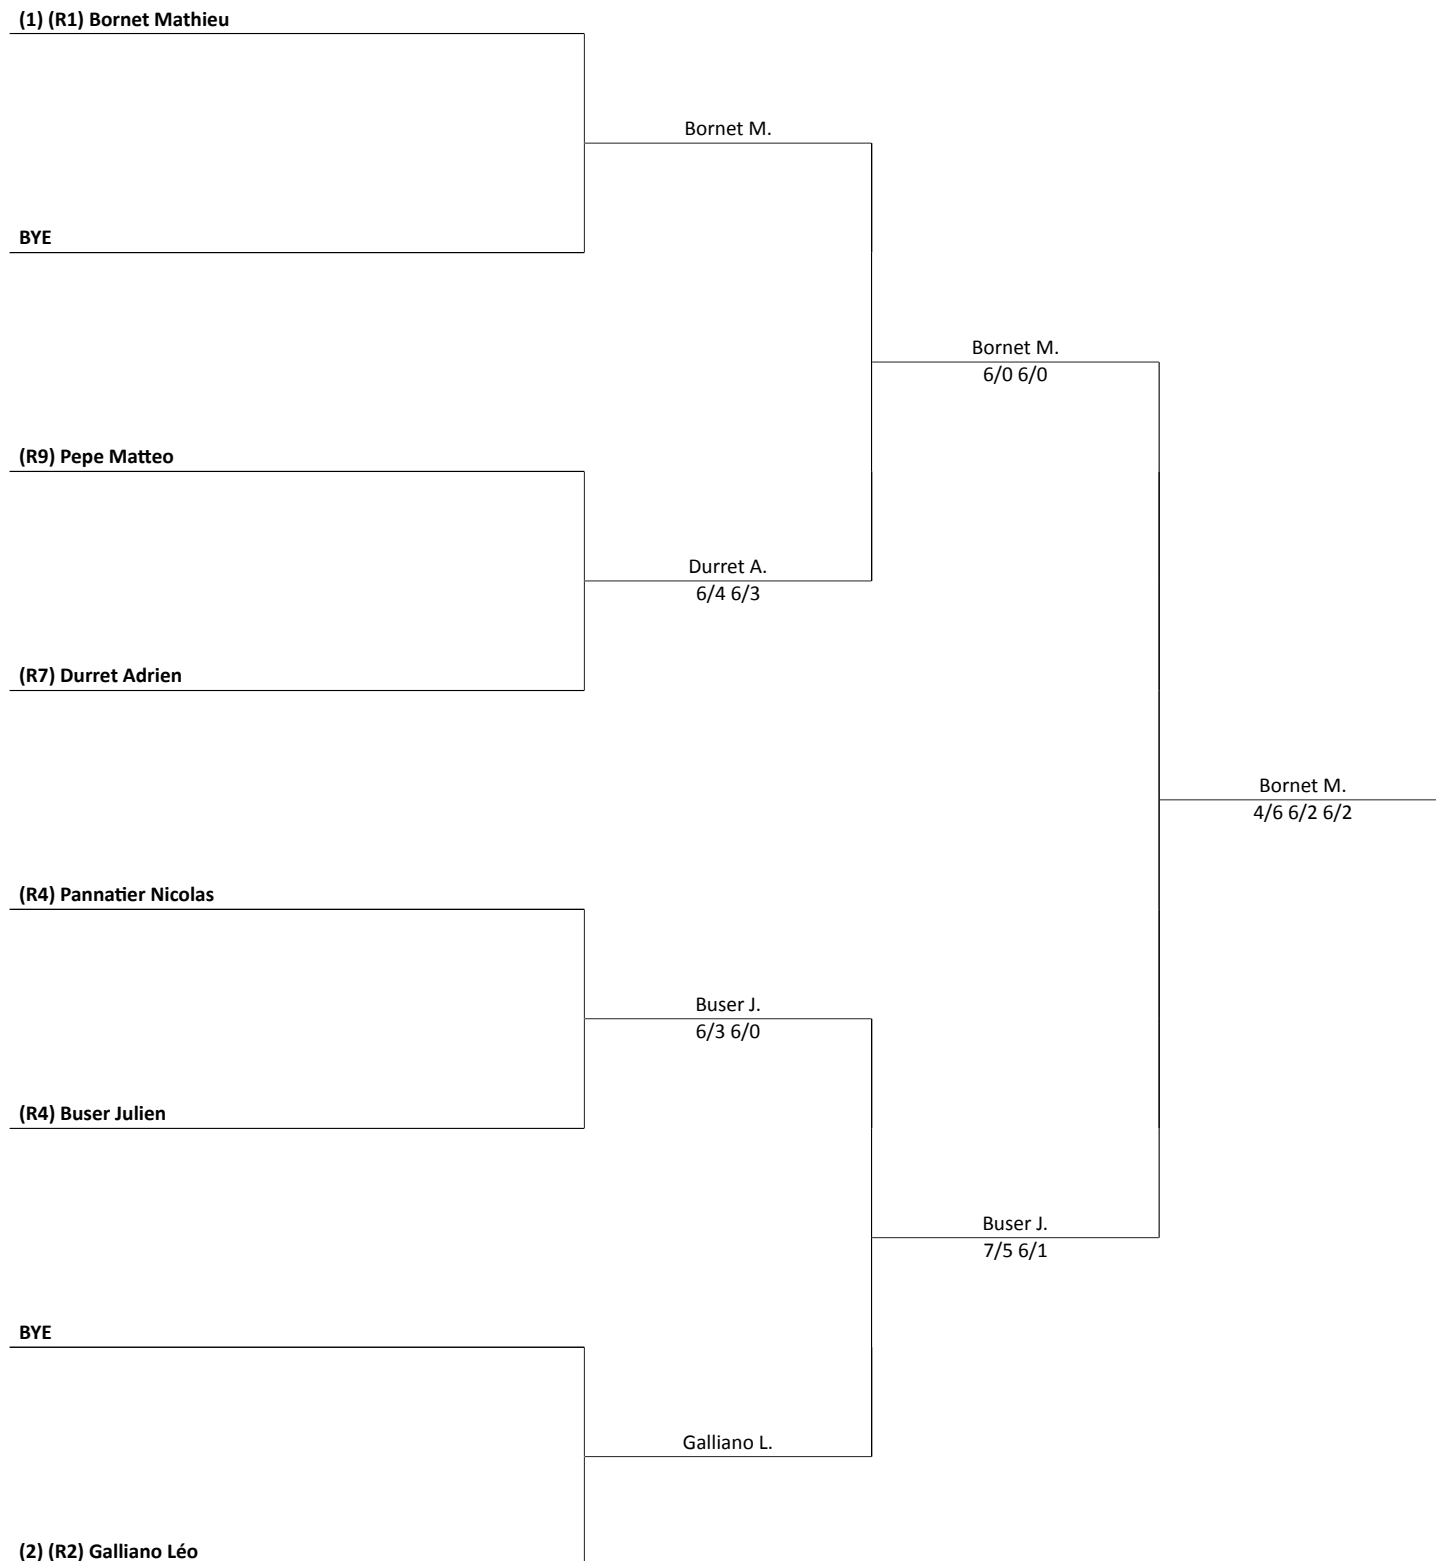 (1) (R1) Bornet Mathieu
Bornet M.
BYE
Bornet M.
6/0 6/0
(R9) Pepe Matteo
Durret A.
6/4 6/3
(R7) Durret Adrien
Bornet M.
4/6 6/2 6/2
(R4) Pannatier Nicolas
Buser J.
6/3 6/0
(R4) Buser Julien
Buser J.
7/5 6/1
BYE
Galliano L.
(2) (R2) Galliano Léo